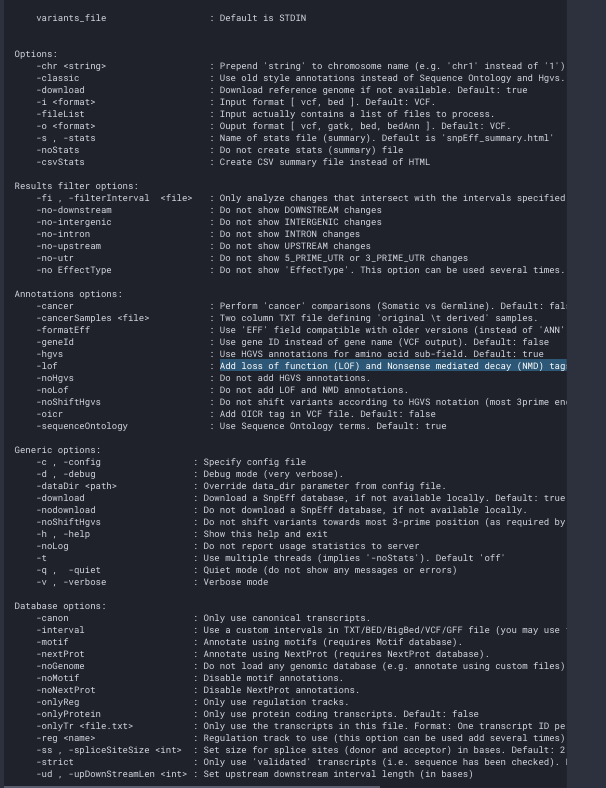 variants_file : Default is STDIN
Options:
-chr <string> : Prepend 'string' to chromosome name (e.g. 'chr1' instead of '1')
-classic : Use old style annotations instead of Sequence Ontology and Hgvs.
-download : Download reference genome if not available. Default: true
-i <format> : Input format [ vcf, bed ]. Default: VCF.
-fileList : Input actually contains a list of files to process.
-o <format> : Ouput format [ vcf, gatk, bed, bedAnn ]. Default: VCF.
-s , -stats : Name of stats file (summary). Default is 'snpEff_summary.html'
-noStats : Do not create stats (summary) file
-csvStats : Create CSV summary file instead of HTML
Results filter options:
-fi , -filterInterval <file> : Only analyze changes that intersect with the intervals specified
-no-downstream : Do not show DOWNSTREAM changes
-no-intergenic : Do not show INTERGENIC changes
-no-intron : Do not show INTRON changes
-no-upstream : Do not show UPSTREAM changes
-no-utr : Do not show 5_PRIME_UTR or 3_PRIME_UTR changes
-no EffectType : Do not show 'EffectType'. This option can be used several times.
Annotations options:
-cancer : Perform 'cancer' comparisons (Somatic vs Germline). Default:
-cancerSamples <file> : Two column TXT file defining 'original \t derived' samples.
-formatEff : Use 'EFF' field compatible with older versions (instead of 'ANN'
-geneId : Use gene ID instead of gene name (VCF output). Default: false
-hgvs : Use HGVS annotations for amino acid sub-field. Default: true
-lof : Add loss of function (LOF) and Nonsense mediated decay (NMD) tags
-noHgvs : Do not add HGVS annotations.
-noLof : Do not add LOF and NMD annotations.
-noShiftHgvs : Do not shift variants according to HGVS notation (most 3prime
-oicr : Add OICR tag in VCF file. Default: false
-sequenceOntology : Use Sequence Ontology terms. Default: true
Generic options:
-c , -config : Specify config file
-d , -debug : Debug mode (very verbose).
-dataDir <path> : Override data_dir parameter from config file.
-download : Download a SnpEff database, if not available locally. Default: true
-nodownload : Do not download a SnpEff database, if not available locally.
-noShiftHgvs : Do not shift variants towards most 3-prime position (as required by
-h , -help : Show this help and exit
-noLog : Do not report usage statistics to server
-t : Use multiple threads (implies '-noStats'). Default 'off'
-q , -quiet : Quiet mode (do not show any messages or errors)
-v , -verbose : Verbose mode
Database options:
-canon : Only use canonical transcripts.
-interval : Use a custom intervals in TXT/BED/BigBed/VCF/GFF file (you may use
-motif : Annotate using motifs (requires Motif database).
-nextProt : Annotate using NextProt (requires NextProt database).
-noGenome : Do not load any genomic database (e.g. annotate using custom files)
-noMotif : Disable motif annotations.
-noNextProt : Disable NextProt annotations.
-onlyReg : Only use regulation tracks.
-onlyProtein : Only use protein coding transcripts. Default: false
-onlyTr <file.txt> : Only use the transcripts in this file. Format: One transcript ID
-reg <name> : Regulation track to use (this option can be used add several times)
-ss , -spliceSiteSize <int> : Set size for splice sites (donor and acceptor) in bases. Default: 2
-strict : Only use 'validated' transcripts (i.e. sequence has been checked).
-ud , -upDownStreamLen <int> : Set upstream downstream interval length (in bases)